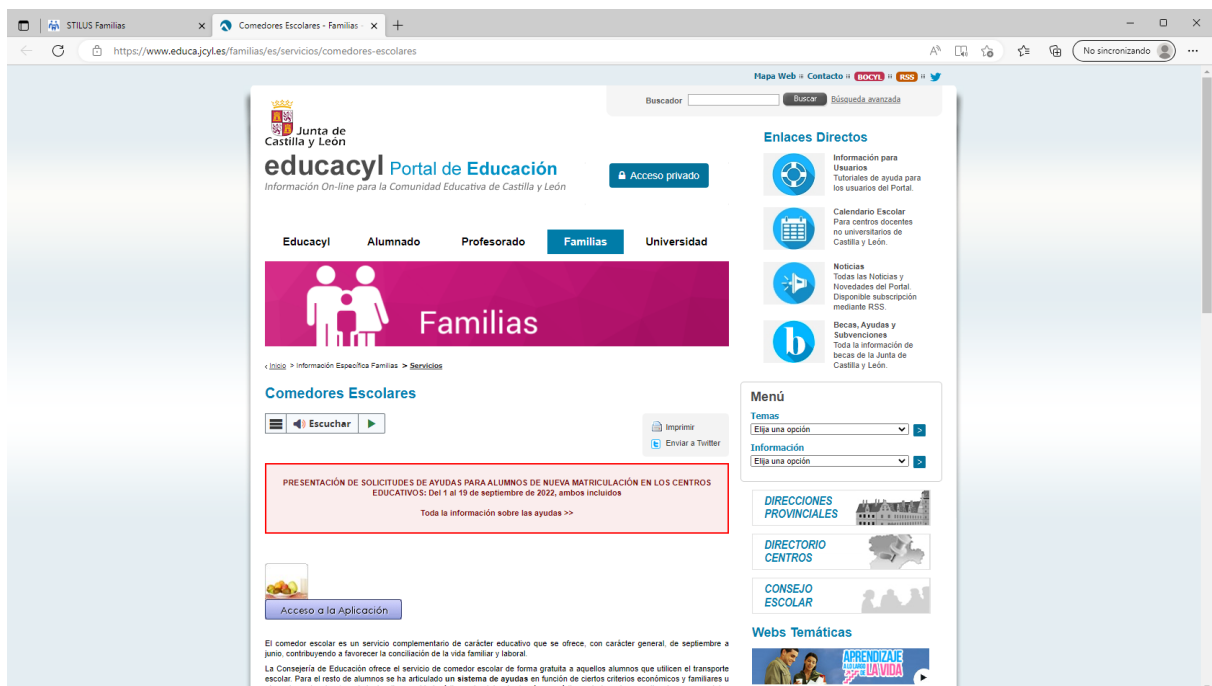 STILUS Familias
Comedores Escolares - Familias -
https://www.educa.jcyl.es/familias/es/servicios/comedores-escolares
No sincronizando
Mapa Web Contacto BOCYL RSS
Buscador Buscar Búsqueda avanzada
Junta de
Castilla y León
educacyl Portal de Educación
Información On-line para la Comunidad Educativa de Castilla y León
Acceso privado
Educacyl Alumnado Profesorado Familias Universidad
Familias
‹ Inicio > Información Específica Familias > Servicios
Comedores Escolares
Escuchar
Imprimir
Enviar a Twitter
PRESENTACIÓN DE SOLICITUDES DE AYUDAS PARA ALUMNOS DE NUEVA MATRICULACIÓN EN LOS CENTROS
EDUCATIVOS: Del 1 al 19 de septiembre de 2022, ambos incluidos
Toda la información sobre las ayudas >>
Acceso a la Aplicación
El comedor escolar es un servicio complementario de carácter educativo que se ofrece, con carácter general, de septiembre a
junio, contribuyendo a favorecer la conciliación de la vida familiar y laboral.
La Consejería de Educación ofrece el servicio de comedor escolar de forma gratuita a aquellos alumnos que utilicen el transporte
escolar. Para el resto de alumnos se ha articulado un sistema de ayudas en función de ciertos criterios económicos y familiares u
Enlaces Directos
Información para
Usuarios
Tutoriales de ayuda para
los usuarios del Portal.
Calendario Escolar
Para centros docentes
no universitarios de
Castilla y León.
Noticias
Todas las Noticias y
Novedades del Portal.
Disponible subscripción
mediante RSS.
Becas, Ayudas y
Subvenciones
Toda la información de
becas de la Junta de
Castilla y León.
Menú
Temas
Elija una opción >
Información
Elija una opción >
DIRECCIONES
PROVINCIALES
DIRECTORIO
CENTROS
CONSEJO
ESCOLAR
Webs Temáticas
APRENDIZAJE
A LO LARGO DE LA VIDA